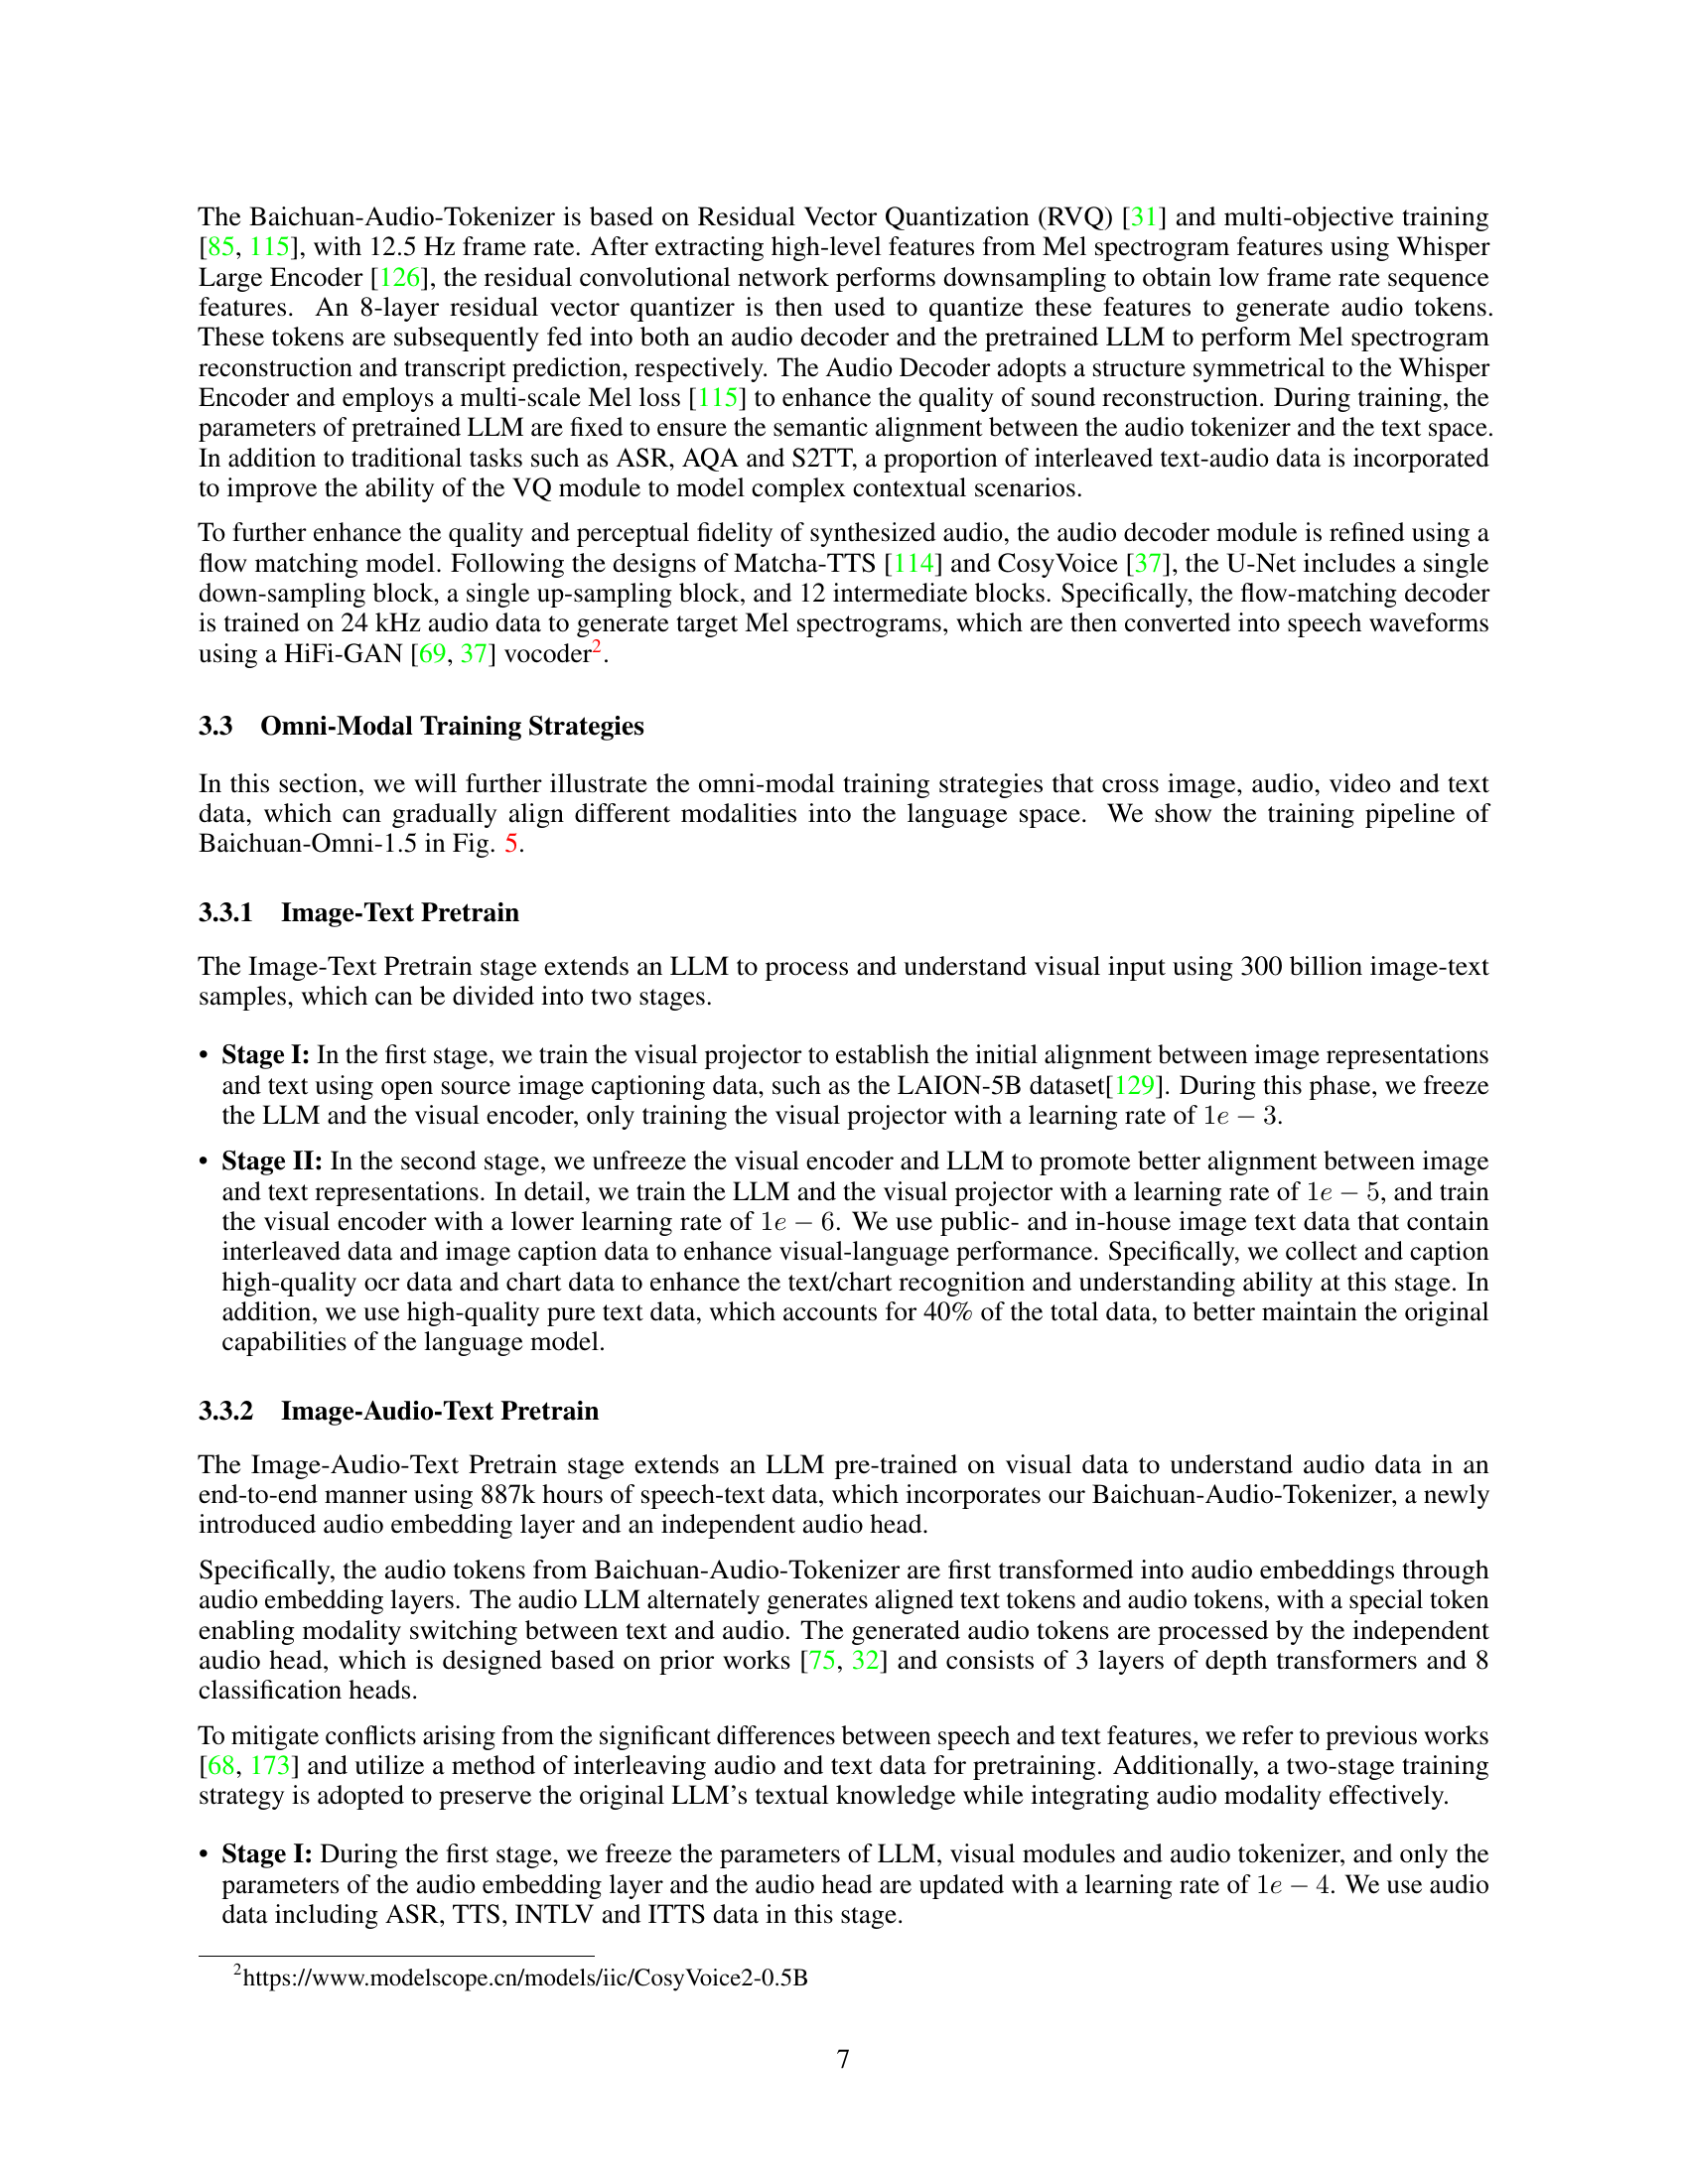 The Baichuan-Audio-Tokenizer is based on Residual Vector Quantization (RVQ) [31] and multi-objective training
[85, 115], with 12.5 Hz frame rate. After extracting high-level features from Mel spectrogram features using Whisper
Large Encoder [126], the residual convolutional network performs downsampling to obtain low frame rate sequence
features. An 8-layer residual vector quantizer is then used to quantize these features to generate audio tokens.
These tokens are subsequently fed into both an audio decoder and the pretrained LLM to perform Mel spectrogram
reconstruction and transcript prediction, respectively. The Audio Decoder adopts a structure symmetrical to the Whisper
Encoder and employs a multi-scale Mel loss [115] to enhance the quality of sound reconstruction. During training, the
parameters of pretrained LLM are fixed to ensure the semantic alignment between the audio tokenizer and the text space.
In addition to traditional tasks such as ASR, AQA and S2TT, a proportion of interleaved text-audio data is incorporated
to improve the ability of the VQ module to model complex contextual scenarios.
To further enhance the quality and perceptual fidelity of synthesized audio, the audio decoder module is refined using a
flow matching model. Following the designs of Matcha-TTS [114] and CosyVoice [37], the U-Net includes a single
down-sampling block, a single up-sampling block, and 12 intermediate blocks. Specifically, the flow-matching decoder
is trained on 24 kHz audio data to generate target Mel spectrograms, which are then converted into speech waveforms
using a HiFi-GAN [69, 37] vocoder2.
3.3 Omni-Modal Training Strategies
In this section, we will further illustrate the omni-modal training strategies that cross image, audio, video and text
data, which can gradually align different modalities into the language space. We show the training pipeline of
Baichuan-Omni-1.5 in Fig. 5.
3.3.1 Image-Text Pretrain
The Image-Text Pretrain stage extends an LLM to process and understand visual input using 300 billion image-text
samples, which can be divided into two stages.
• Stage I: In the first stage, we train the visual projector to establish the initial alignment between image representations
and text using open source image captioning data, such as the LAION-5B dataset[129]. During this phase, we freeze
the LLM and the visual encoder, only training the visual projector with a learning rate of 1e − 3.
• Stage II: In the second stage, we unfreeze the visual encoder and LLM to promote better alignment between image
and text representations. In detail, we train the LLM and the visual projector with a learning rate of 1e − 5, and train
the visual encoder with a lower learning rate of 1e − 6. We use public- and in-house image text data that contain
interleaved data and image caption data to enhance visual-language performance. Specifically, we collect and caption
high-quality ocr data and chart data to enhance the text/chart recognition and understanding ability at this stage. In
addition, we use high-quality pure text data, which accounts for 40% of the total data, to better maintain the original
capabilities of the language model.
3.3.2 Image-Audio-Text Pretrain
The Image-Audio-Text Pretrain stage extends an LLM pre-trained on visual data to understand audio data in an
end-to-end manner using 887k hours of speech-text data, which incorporates our Baichuan-Audio-Tokenizer, a newly
introduced audio embedding layer and an independent audio head.
Specifically, the audio tokens from Baichuan-Audio-Tokenizer are first transformed into audio embeddings through
audio embedding layers. The audio LLM alternately generates aligned text tokens and audio tokens, with a special token
enabling modality switching between text and audio. The generated audio tokens are processed by the independent
audio head, which is designed based on prior works [75, 32] and consists of 3 layers of depth transformers and 8
classification heads.
To mitigate conflicts arising from the significant differences between speech and text features, we refer to previous works
[68, 173] and utilize a method of interleaving audio and text data for pretraining. Additionally, a two-stage training
strategy is adopted to preserve the original LLM's textual knowledge while integrating audio modality effectively.
• Stage I: During the first stage, we freeze the parameters of LLM, visual modules and audio tokenizer, and only the
parameters of the audio embedding layer and the audio head are updated with a learning rate of 1e − 4. We use audio
data including ASR, TTS, INTLV and ITTS data in this stage.
2https://www.modelscope.cn/models/iic/CosyVoice2-0.5B
7